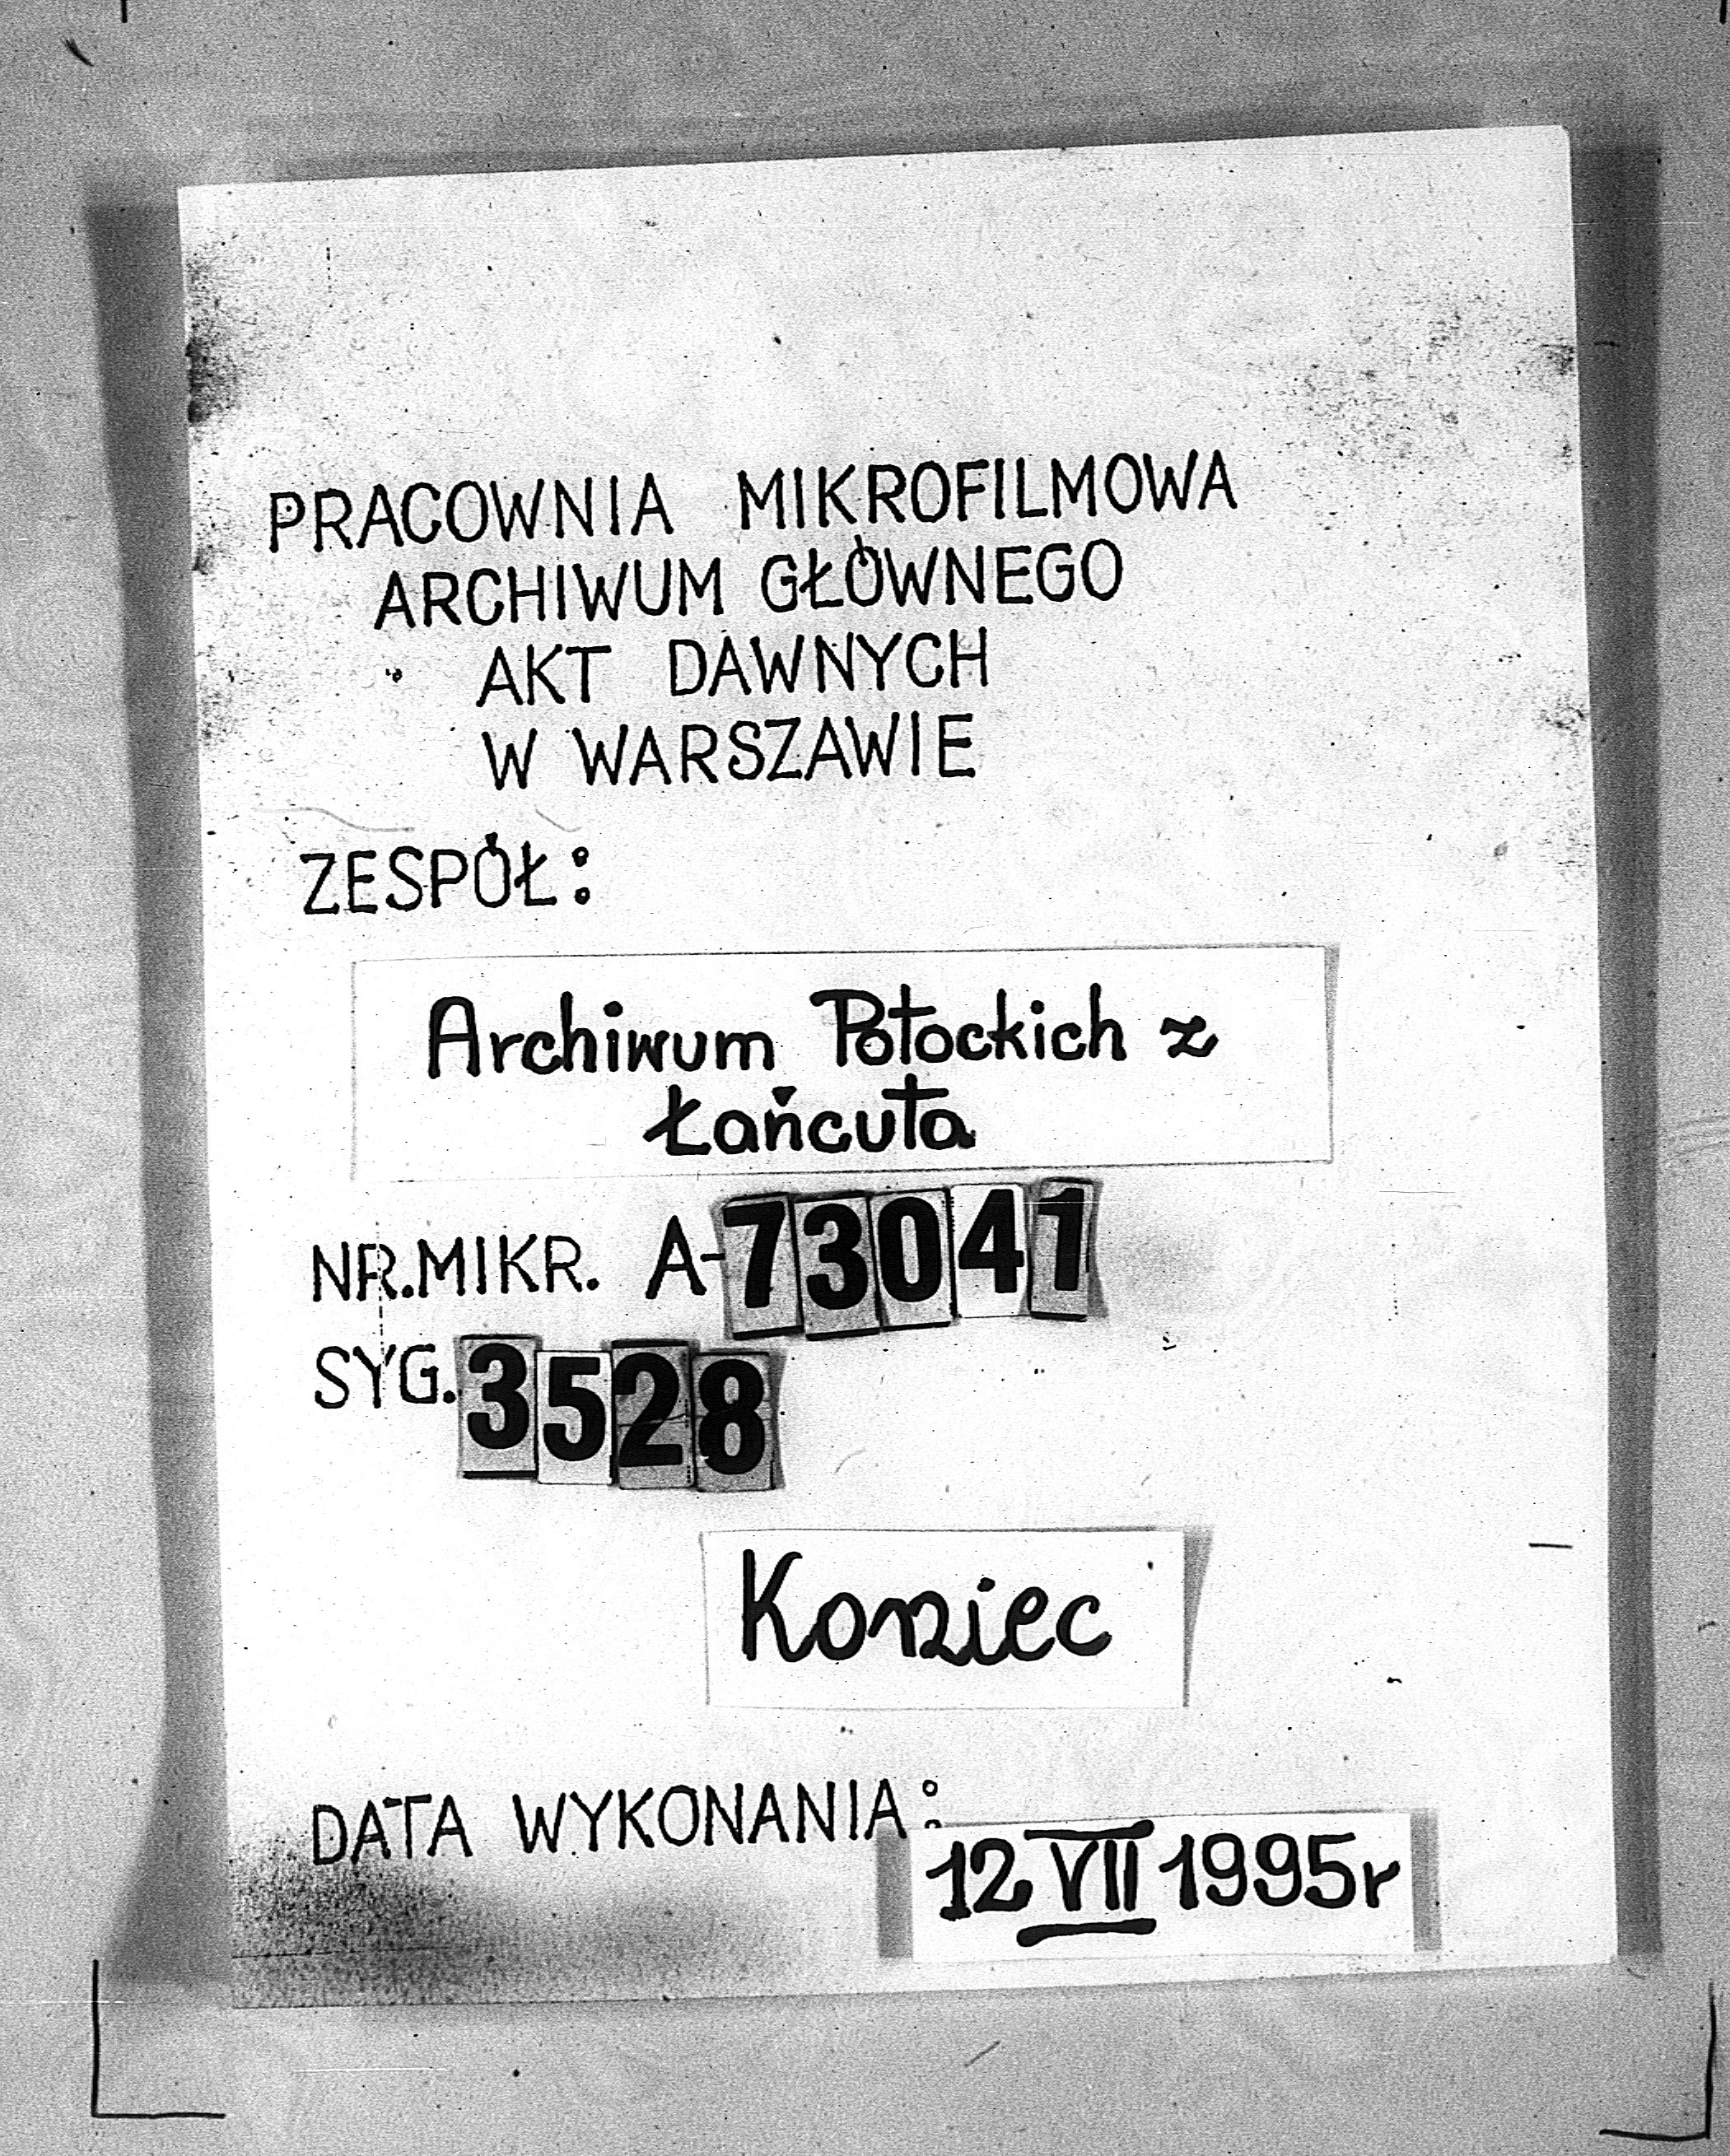 PRACOWNIA MIKROFILMOWA
ARCHIWUM GŁÓWNEGO
AKT DAWNYCH
W WARSZAWIE
ZESPÓŁ:
Archiwum Potockich z
Łańcuta
NR.MIKR. A-73041
SYG. 3528
Koniec
DATA WYKONANIA:
12 VII 1995r